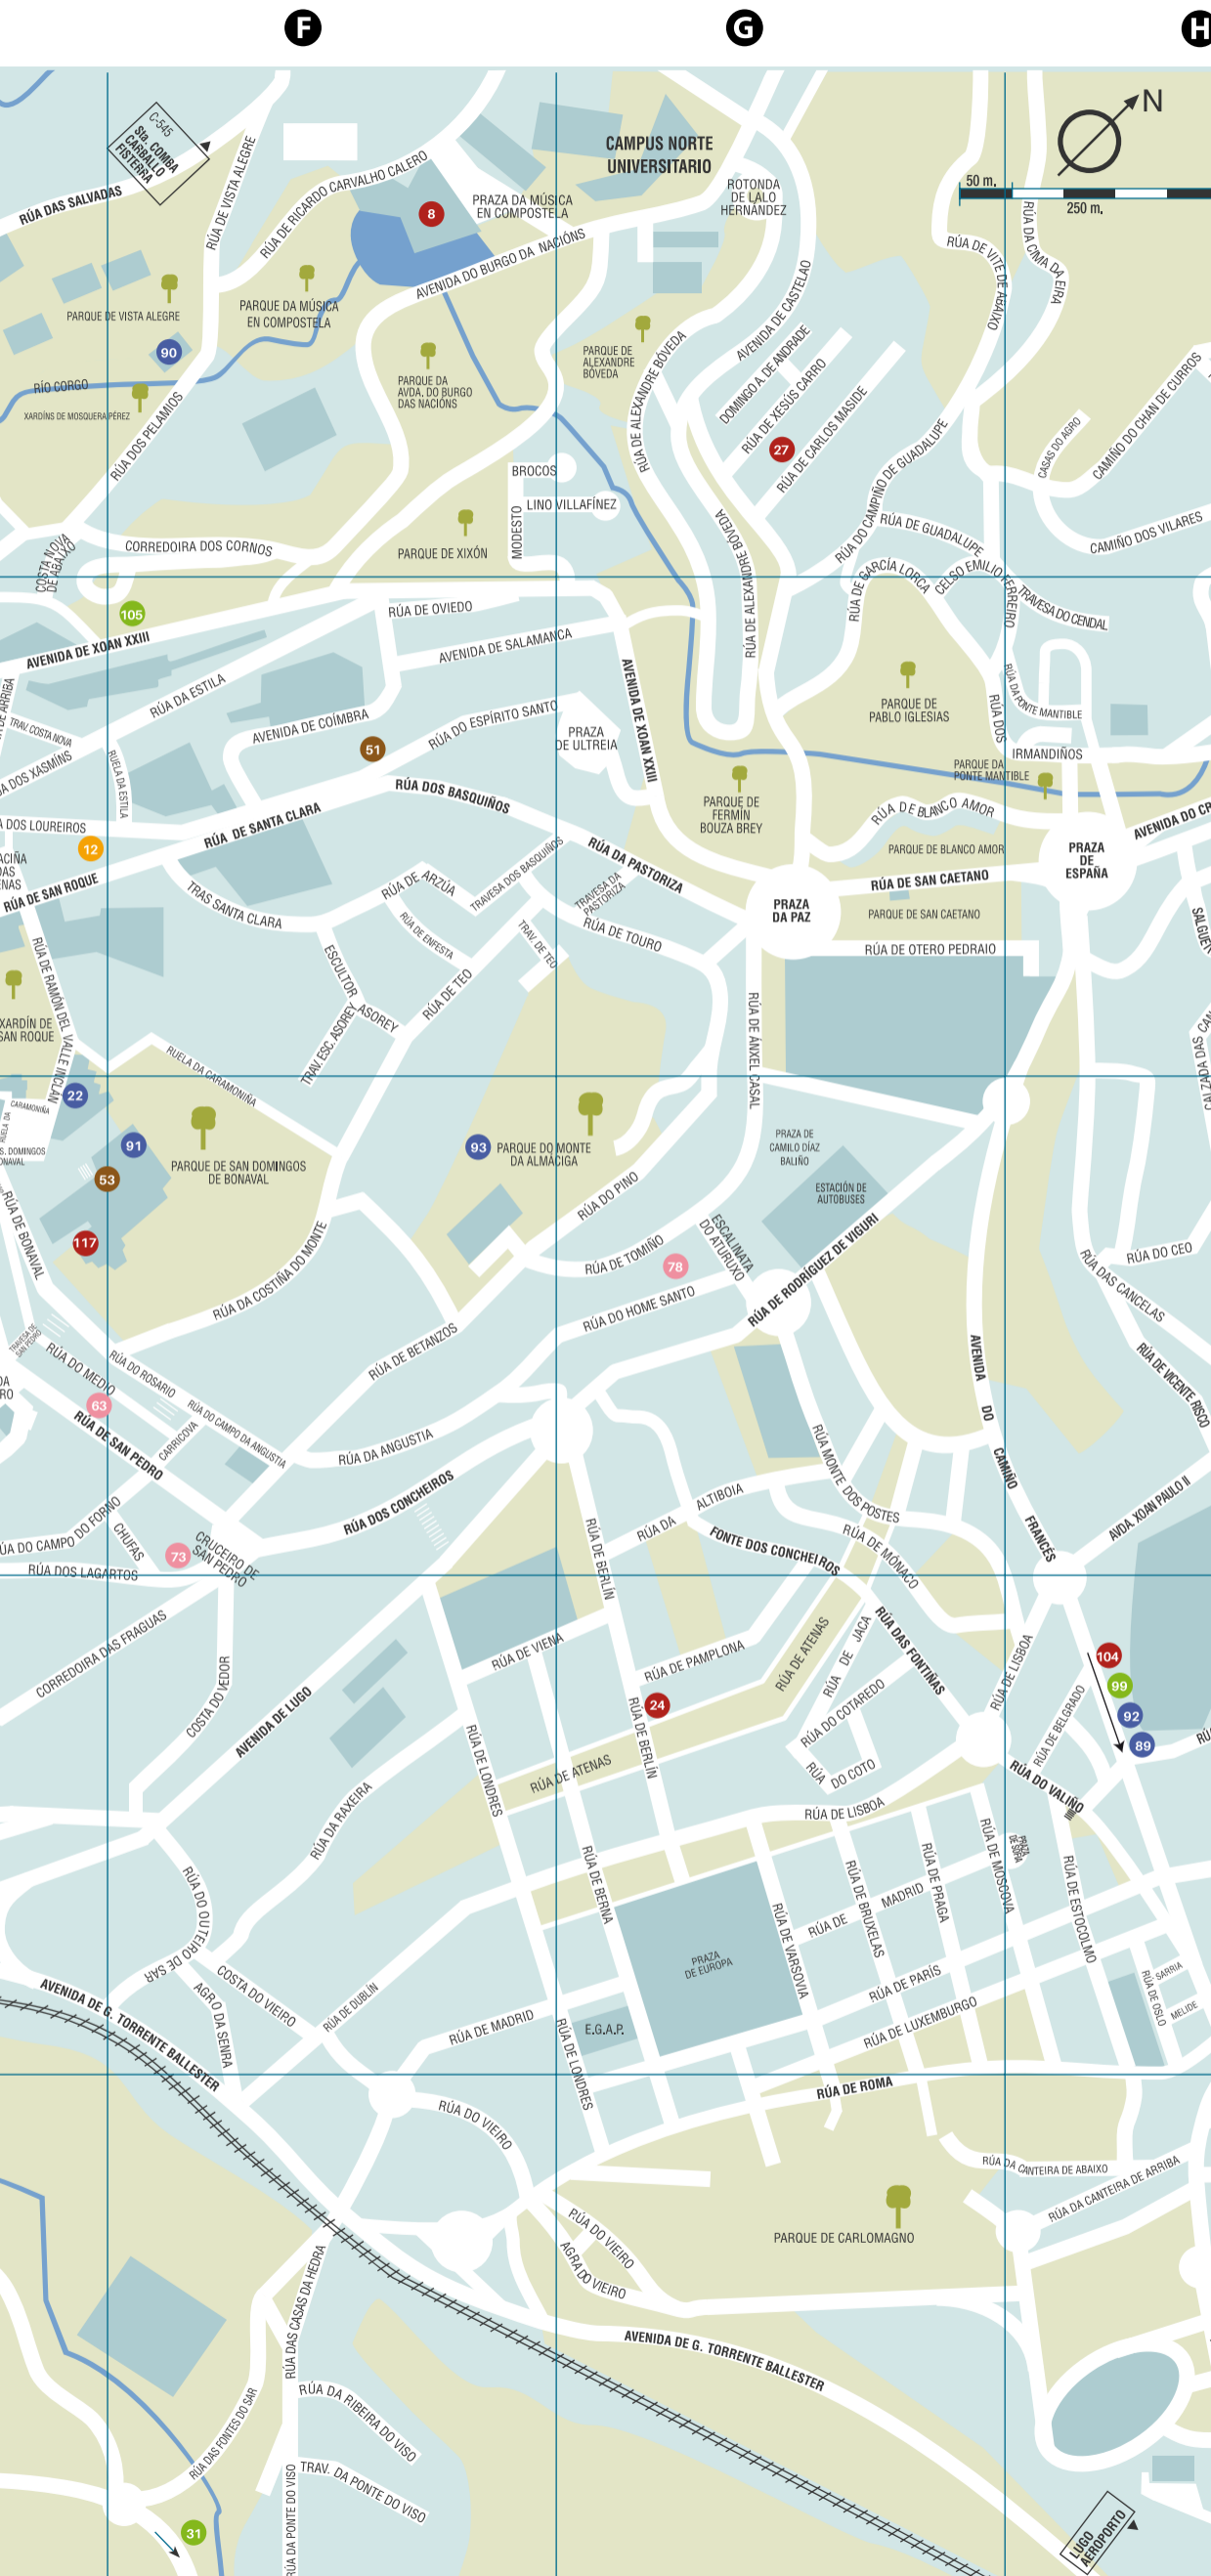 F
G
H
C-545
Sta. COMBA
CARBALLO
FISTERRA
RÚA DAS SALVADAS
RÚA DE VISTA ALEGRE
RÚA DE RICARDO CARVALHO CALERO
8
PRAZA DA MÚSICA
EN COMPOSTELA
CAMPUS NORTE
UNIVERSITARIO
ROTONDA
DE LALO
HERNÁNDEZ
N
50 m.
250 m.
AVENIDA DO BURGO DA NACIÓNS
RÚA DE VITE DE ABAIXO
RÚA DA CIMA DA EIRA
PARQUE DE VISTA ALEGRE
PARQUE DA MÚSICA
EN COMPOSTELA
90
RÍO CORGO
XARDÍNS DE MOSQUERA PÉREZ
RÚA DOS PELAMIOS
PARQUE DA
AVDA. DO BURGO
DAS NACIÓNS
PARQUE DE
ALEXANDRE
BÓVEDA
RÚA DE ALEXANDRE BÓVEDA
AVENIDA DE CASTELAO
DOMINGO A. DE ANDRADE
RÚA DE XESÚS CARRO
27
RÚA DE CARLOS MASIDE
RÚA DO CAMPIÑO DE GUADALUPE
CASAS DO AGRO
CAMIÑO DO CHAN DE CURROS
BROCOS
LINO VILLAFÍNEZ
MODESTO
PARQUE DE XIXÓN
CORREDOIRA DOS CORNOS
COSTA NOVA
DE ABAIXO
RÚA DE ALEXANDRE BÓVEDA
RÚA DE GUADALUPE
CAMIÑO DOS VILARES
RÚA DE GARCÍA LORCA
CELSO EMILIO FERREIRO
TRAVESA DO CENDAL
105
AVENIDA DE XOAN XXIII
RÚA DE OVIEDO
AVENIDA DE SALAMANCA
AVENIDA DE XOAN XXIII
RÚA DA ESTILA
AVENIDA DE COÍMBRA
51
RÚA DO ESPÍRITO SANTO
PRAZA
DE ULTREIA
PARQUE DE
PABLO IGLESIAS
RÚA DA PONTE MANTIBLE
RÚA DOS
IRMANDIÑOS
PARQUE DA
PONTE MANTIBLE
TRAV. COSTA NOVA
RUELA DA ESTILA
DOS XASMÍNS
DOS LOUREIROS
12
RÚA DOS BASQUIÑOS
RÚA DE SANTA CLARA
RÚA DE SAN ROQUE
PARQUE DE
FERMÍN
BOUZA BREY
RÚA DE BLANCO AMOR
PARQUE DE BLANCO AMOR
PRAZA
DE
ESPAÑA
AVENIDA DO
RÚA DE SAN CAETANO
PARQUE DE SAN CAETANO
PRAZA
DA PAZ
RÚA DE OTERO PEDRAIO
RÚA DA PASTORIZA
TRAVESA DA
PASTORIZA
TRAVESA DOS BASQUIÑOS
RÚA DE ARZÚA
RÚA DE ENFESTA
TRAS SANTA CLARA
RÚA DE TOURO
TRAV. DE TEO
RÚA DE TEO
ESCULTOR ASOREY
TRAV. ESC. ASOREY
RÚA DE RAMÓN DEL VALLE INCLAN
XARDÍN DE
SAN ROQUE
RÚA DE ÁNXEL CASAL
RUELA DA CARAMONIÑA
22
91
53
117
PARQUE DE SAN DOMINGOS
DE BONAVAL
93
PARQUE DO MONTE
DA ALMÁCIGA
PRAZA DE
CAMILO DÍAZ
BALIÑO
ESTACIÓN DE
AUTOBUSES
RÚA DE BONAVAL
RÚA DO PINO
RÚA DE TOMIÑO
ESCALINATA
DO ATURUXO
78
RÚA DO HOME SANTO
RÚA DE RODRÍGUEZ DE VIGURI
RÚA DO CEO
RÚA DAS CANCELAS
RÚA DE VICENTE RISCO
RÚA DA COSTIÑA DO MONTE
RÚA DE BETANZOS
TRAVESA DE
SAN PEDRO
RÚA DO MEDIO
RÚA DO ROSARIO
63
RÚA DO CAMPO DA ANGUSTIA
RÚA DE SAN PEDRO
CARRICOVA
RÚA DA ANGUSTIA
RÚA DOS CONCHEIROS
AVENIDA DO CAMIÑO FRANCÉS
AVDA. XOAN PAULO II
RÚA MONTE DOS POSTES
RÚA DA ALTIBOIA
FONTE DOS CONCHEIROS
RÚA DE MÓNACO
RÚA DE BERLÍN
DO CAMPO DO FORNO
CHUFAS
73
CRUCEIRO DE
SAN PEDRO
RÚA DOS LAGARTOS
CORREDOIRA DAS FRAGUAS
COSTA DO VEDOR
AVENIDA DE LUGO
RÚA DE VIENA
RÚA DE PAMPLONA
RÚA DE ATENAS
RÚA DE JACA
RÚA DAS FONTIÑAS
RÚA DE LISBOA
104
99
92
89
24
RÚA DE BERLÍN
RÚA DO COTAREDO
RÚA DE BELGRADO
RÚA DE LONDRES
RÚA DE ATENAS
RÚA DO COTO
RÚA DO VALIÑO
RÚA DE LISBOA
RÚA DA RAXEIRA
RÚA DE BERNA
RÚA DE MOSCOVA
RÚA DE PRAGA
RÚA DE BRUXELAS
RÚA DE MADRID
RÚA DE ESTOCOLMO
RÚA DO OUTEIRO DE SAR
PRAZA
DE EUROPA
RÚA DE VARSOVIA
RÚA DE PARÍS
SARRIA
RÚA DE OSLO
MELIDE
AVENIDA DE G. TORRENTE BALLESTER
AGRO DA SENRA
COSTA DO VIEIRO
RÚA DE DUBLÍN
RÚA DE MADRID
E.G.A.P.
RÚA DE LUXEMBURGO
RÚA DE LONDRES
RÚA DE ROMA
RÚA DO VIEIRO
RÚA DA CANTEIRA DE ABAIXO
RÚA DA CANTEIRA DE ARRIBA
RÚA DO VIEIRO
AGRA DO VIEIRO
PARQUE DE CARLOMAGNO
RÚA DAS CASAS DA HEDRA
AVENIDA DE G. TORRENTE BALLESTER
RÚA DAS FONTES DO SAR
RÚA DA RIBEIRA DO VISO
TRAV. DA PONTE DO VISO
RÚA DA PONTE DO VISO
31
LUGO
AEROPORTO